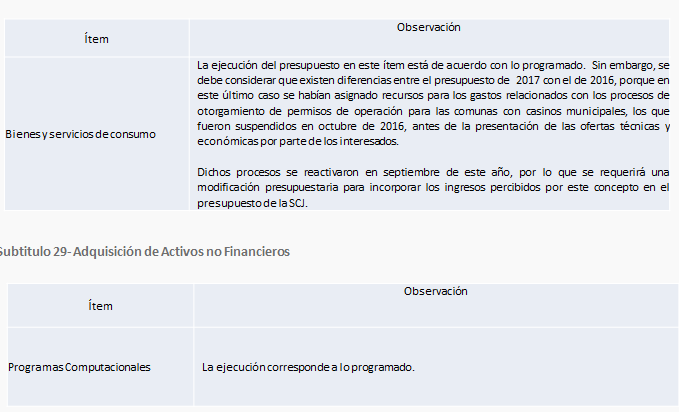 Ítem
Observación
Bienes y servicios de consumo
La ejecución del presupuesto en este ítem está de acuerdo con lo programado. Sin embargo, se
debe considerar que existen diferencias entre el presupuesto de 2017 con el de 2016, porque en
este último caso se habían asignado recursos para los gastos relacionados con los procesos de
otorgamiento de permisos de operación para las comunas con casinos municipales, los que
fueron suspendidos en octubre de 2016, antes de la presentación de las ofertas técnicas y
económicas por parte de los interesados.
Dichos procesos se reactivaron en septiembre de este año, por lo que se requerirá una
modificación presupuestaria para incorporar los ingresos percibidos por este concepto en el
presupuesto de la SCJ.
Subtitulo 29- Adquisición de Activos no Financieros
Ítem
Observación
Programas Computacionales
La ejecución corresponde a lo programado.